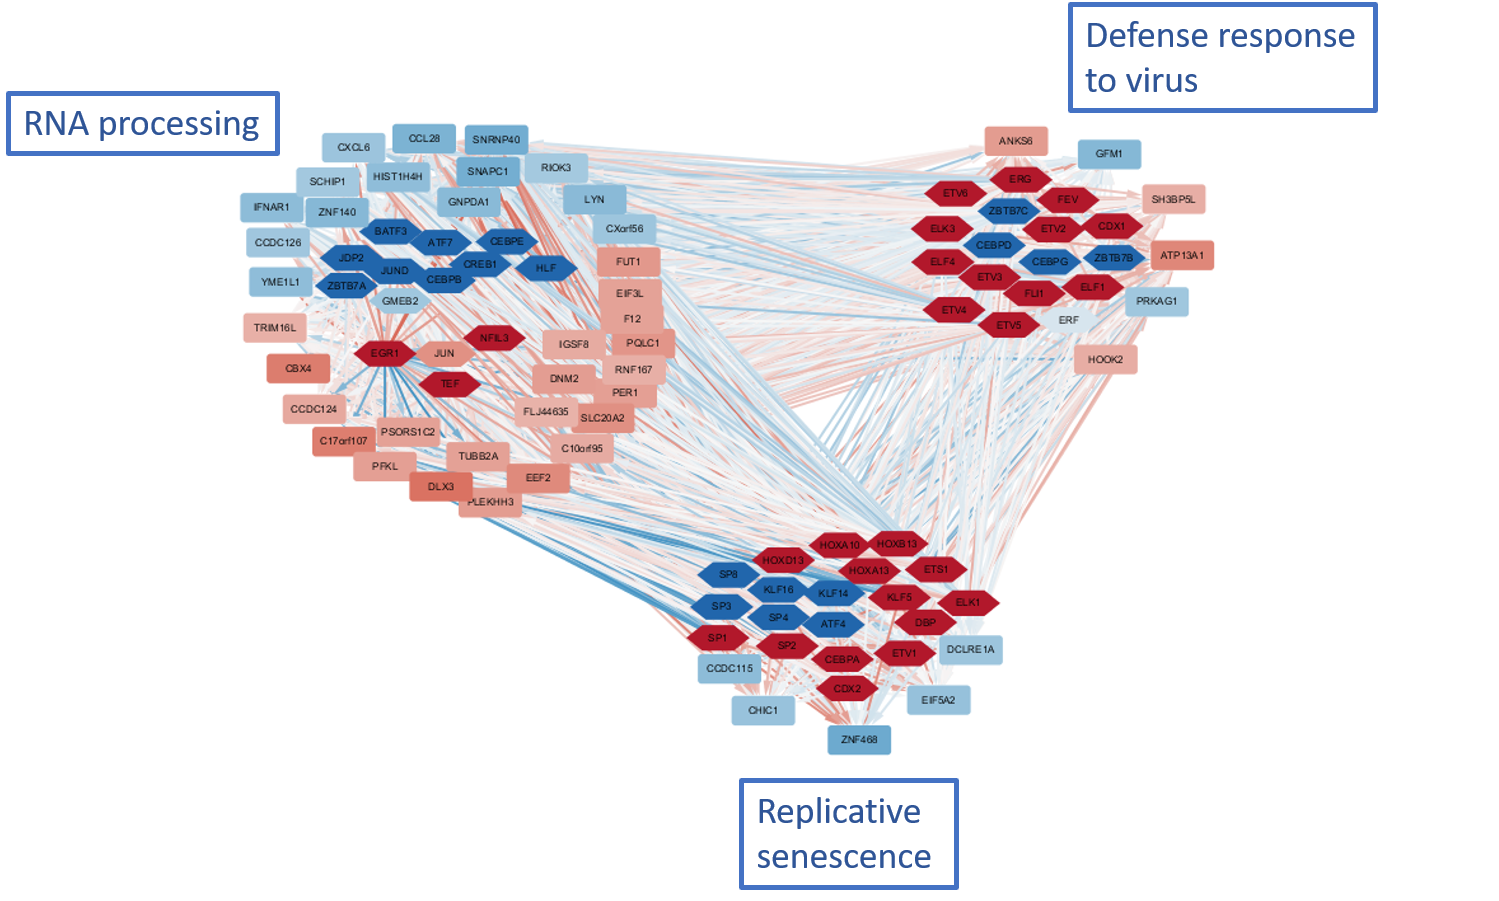 Defense response
to virus
RNA processing
CXCL6
CCL28
SNRNP40
SCHIP1
HIST1H4H
SNAPC1
RIOK3
IFNAR1
ZNF140
GNPDA1
LYN
CCDC126
BATF3
ATF7
CEBPE
CXorf56
JDP2
JUND
CREB1
HLF
FUT1
YME1L1
ZBTB7A
CEBPB
GMEB2
EIF3L
TRIM16L
F12
EGR1
JUN
NFIL3
IGSF8
PQLC1
CBX4
TEF
DNM2
RNF167
PER1
CCDC124
FLJ44635
SLC20A2
C17orf107
PSORS1C2
C10orf95
PFKL
TUBB2A
DLX3
EEF2
PLEKHH3
ANKS6
GFM1
ETV6
ERG
FEV
SH3BP5L
ZBTB7C
ELK3
ETV2
CDX1
CEBPD
ELF4
CEBPG
ZBTB7B
ATP13A1
ETV3
FLI1
ELF1
PRKAG1
ETV4
ETV5
ERF
HOOK2
HOXA10
HOXB13
HOXD13
HOXA13
ETS1
SP8
KLF16
KLF14
KLF5
ELK1
SP3
SP4
ATF4
DBP
SP1
SP2
CEBPA
ETV1
DCLRE1A
CCDC115
CDX2
CHIC1
EIF5A2
ZNF468
Replicative
senescence